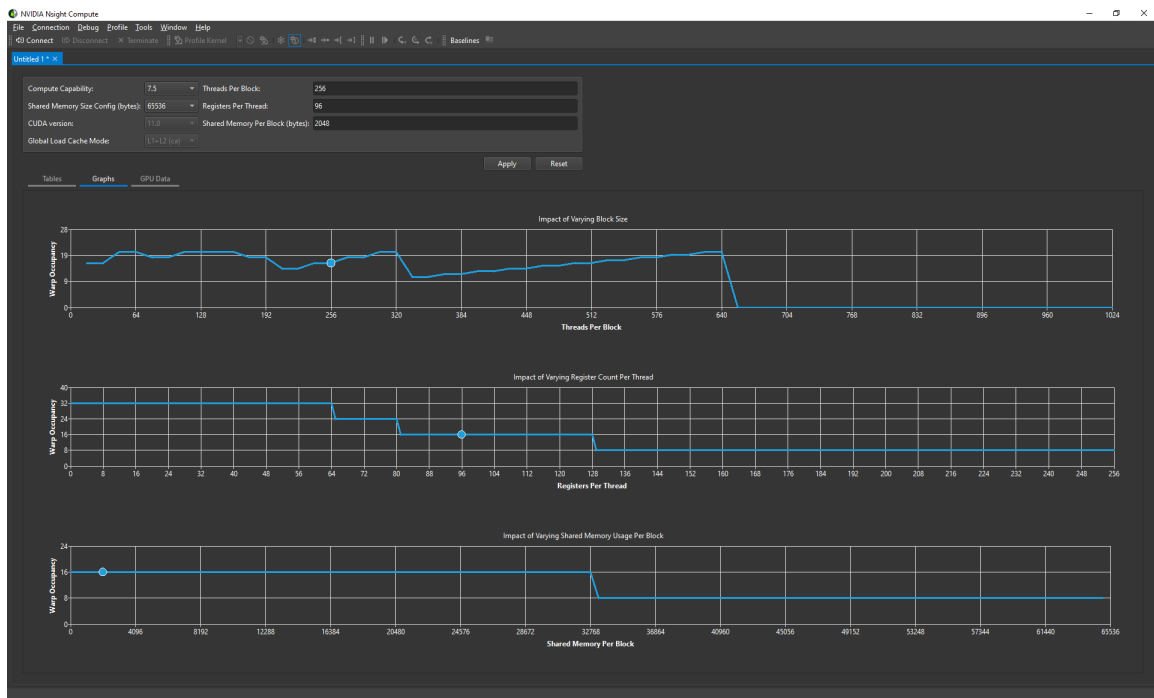 NVIDIA Nsight Compute
File Connection Debug Profile Tools Window Help
Connect Disconnect Terminate Profile Kernel Baselines
Untitled 1 *
Compute Capability: 7.5 Threads Per Block: 256
Shared Memory Size Config (bytes): 65536 Registers Per Thread: 96
CUDA version: 11.0 Shared Memory Per Block (bytes): 2048
Global Load Cache Mode: L1+L2 (ca)
Apply Reset
Tables Graphs GPU Data
Impact of Varying Block Size
Warp Occupancy
28
19
9
0
0 64 128 192 256 320 384 448 512 576 640 704 768 832 896 960 1024
Threads Per Block
Impact of Varying Register Count Per Thread
Warp Occupancy
40
32
24
16
8
0
0 8 16 24 32 40 48 56 64 72 80 88 96 104 112 120 128 136 144 152 160 168 176 184 192 200 208 216 224 232 240 248 256
Registers Per Thread
Impact of Varying Shared Memory Usage Per Block
Warp Occupancy
24
16
8
0
0 4096 8192 12288 16384 20480 24576 28672 32768 36864 40960 45056 49152 53248 57344 61440 65536
Shared Memory Per Block